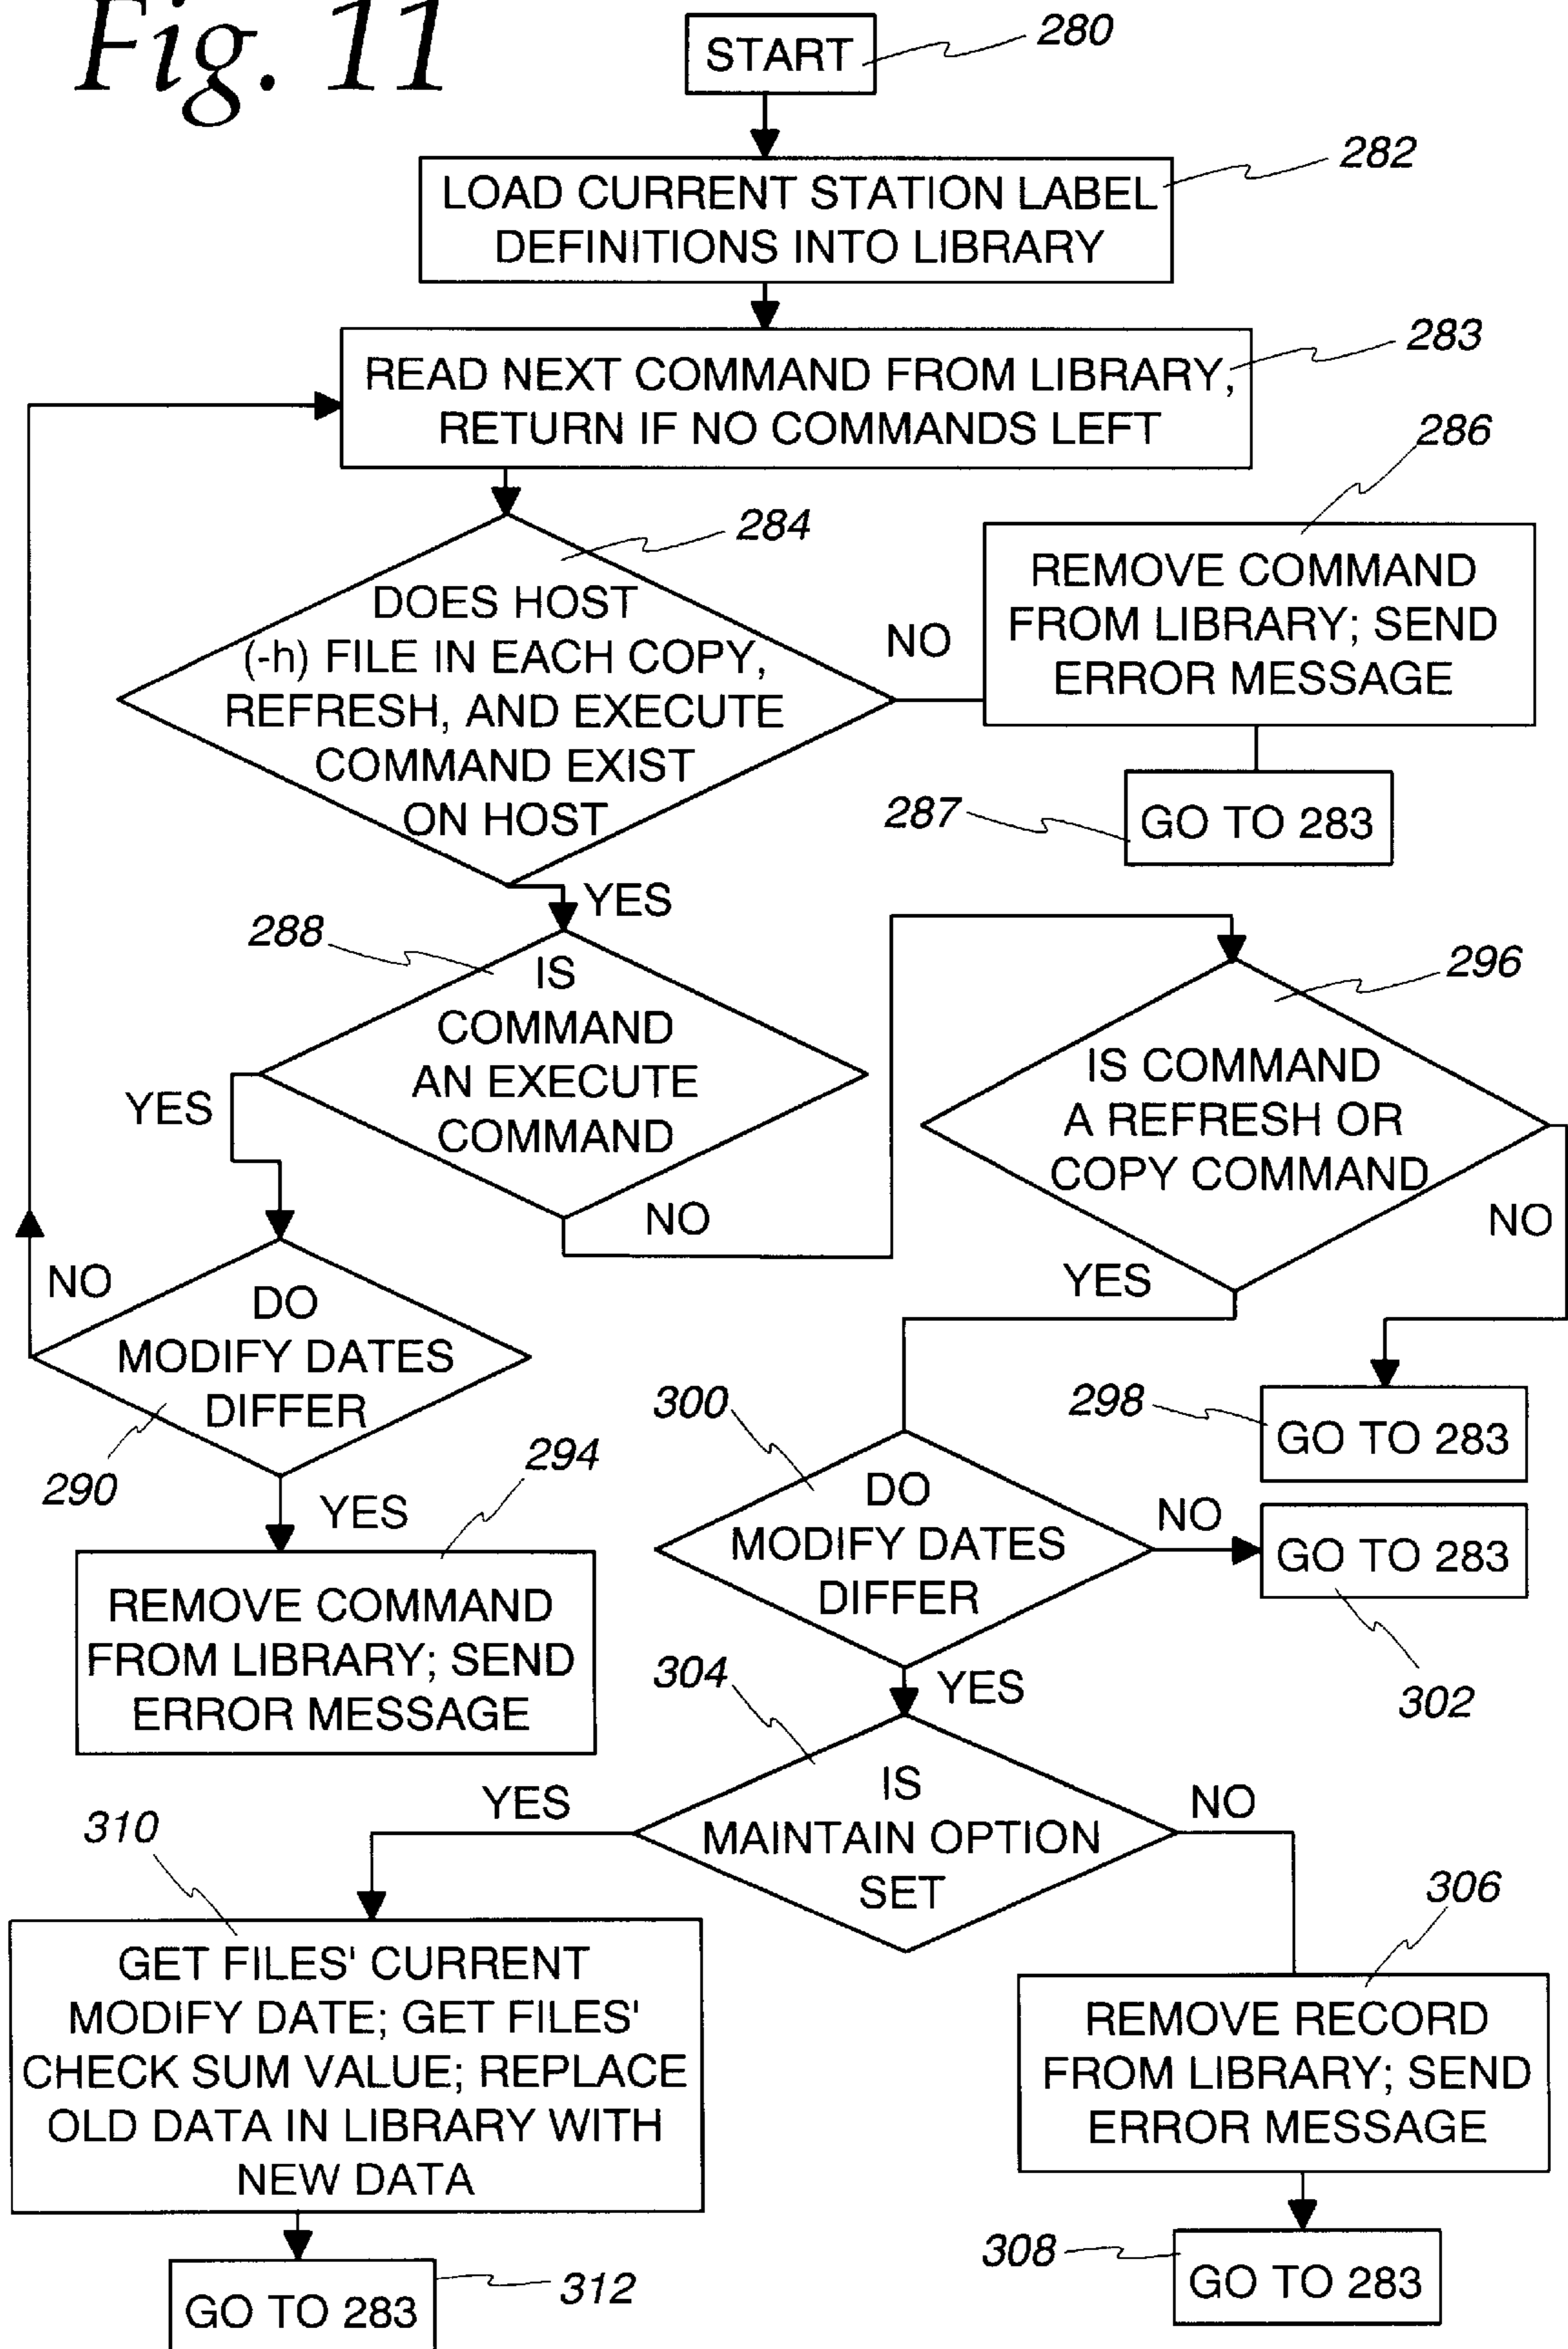 Fig. 11
START
280
LOAD CURRENT STATION LABEL
DEFINITIONS INTO LIBRARY
282
READ NEXT COMMAND FROM LIBRARY,
RETURN IF NO COMMANDS LEFT
283
284
DOES HOST
(-h) FILE IN EACH COPY,
REFRESH, AND EXECUTE
COMMAND EXIST
ON HOST
NO
286
REMOVE COMMAND
FROM LIBRARY; SEND
ERROR MESSAGE
287
GO TO 283
YES
288
IS
COMMAND
AN EXECUTE
COMMAND
YES
NO
296
IS COMMAND
A REFRESH OR
COPY COMMAND
NO
YES
NO
DO
MODIFY DATES
DIFFER
290
YES
294
REMOVE COMMAND
FROM LIBRARY; SEND
ERROR MESSAGE
298
GO TO 283
300
DO
MODIFY DATES
DIFFER
NO
GO TO 283
302
YES
304
IS
MAINTAIN OPTION
SET
YES
NO
310
GET FILES' CURRENT
MODIFY DATE; GET FILES'
CHECK SUM VALUE; REPLACE
OLD DATA IN LIBRARY WITH
NEW DATA
306
REMOVE RECORD
FROM LIBRARY; SEND
ERROR MESSAGE
308
GO TO 283
GO TO 283
312